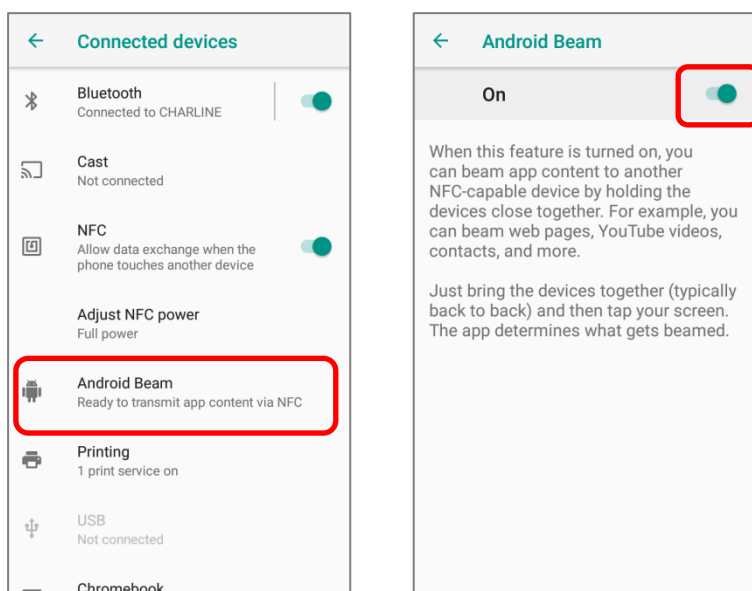 Connected devices
Bluetooth
Connected to CHARLINE
Cast
Not connected
NFC
Allow data exchange when the
phone touches another device
Adjust NFC power
Full power
Android Beam
Ready to transmit app content via NFC
Printing
1 print service on
USB
Not connected
Chromebook
Android Beam
On
When this feature is turned on, you
can beam app content to another
NFC-capable device by holding the
devices close together. For example, you
can beam web pages, YouTube videos,
contacts, and more.
Just bring the devices together (typically
back to back) and then tap your screen.
The app determines what gets beamed.